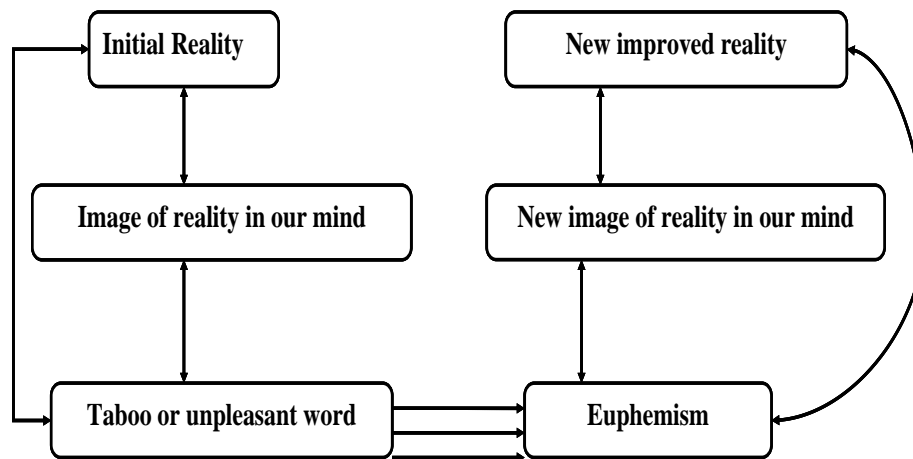 Initial Reality
New improved reality
Image of reality in our mind
New image of reality in our mind
Taboo or unpleasant word
Euphemism